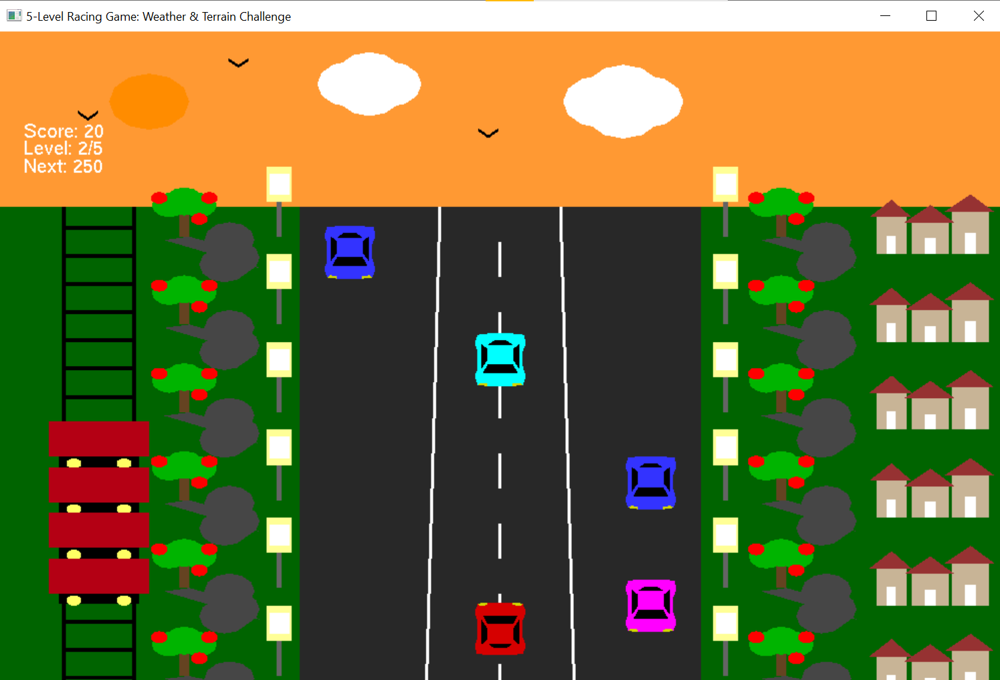 5-Level Racing Game: Weather & Terrain Challenge
Score: 20
Level: 2/5
Next: 250